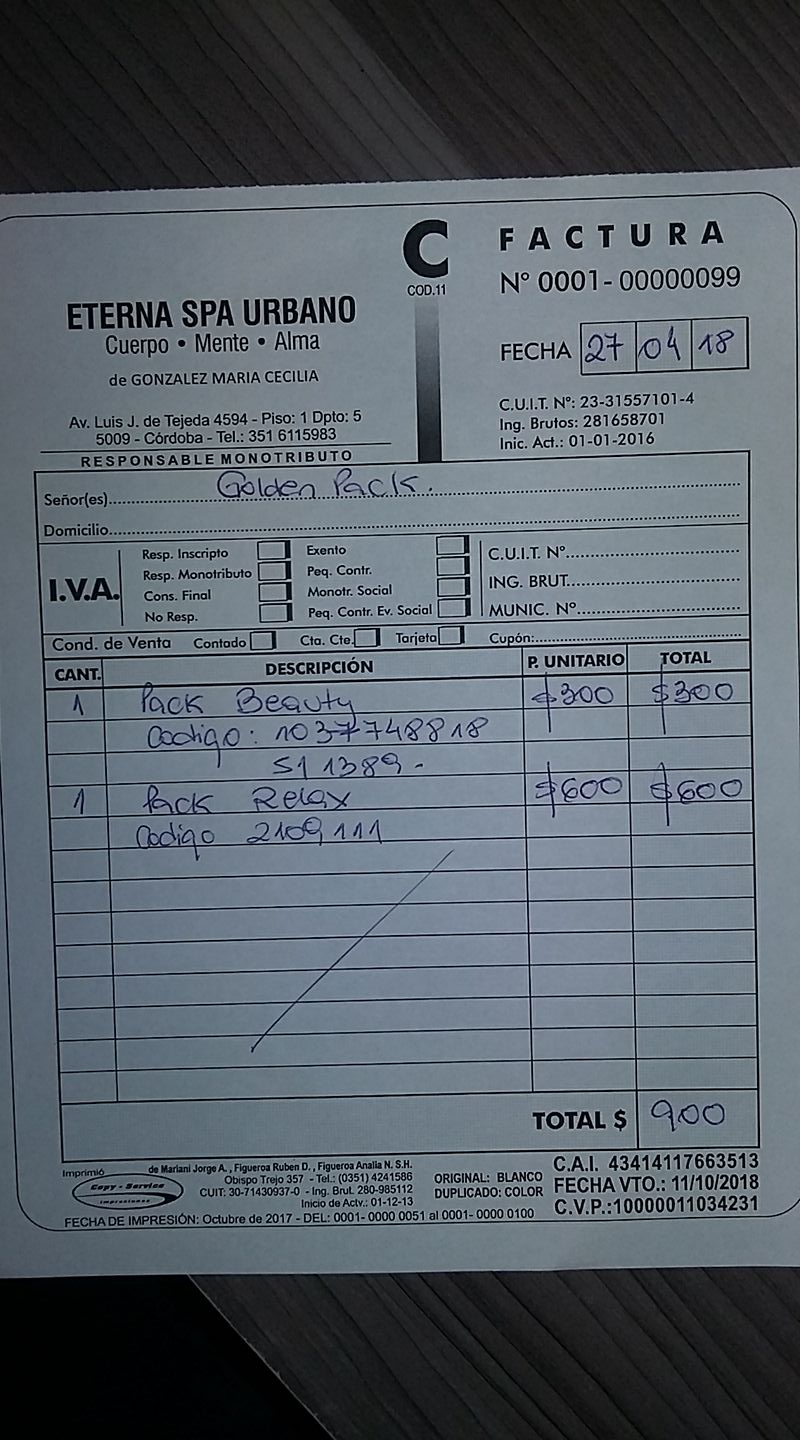 C
COD.11
FACTURA
Nº 0001-00000099
ETERNA SPA URBANO
Cuerpo • Mente • Alma
de GONZALEZ MARIA CECILIA
FECHA 27 04 18
Av. Luis J. de Tejeda 4594 - Piso: 1 Dpto: 5
5009 - Córdoba - Tel.: 351 6115983
RESPONSABLE MONOTRIBUTO
C.U.I.T. Nº: 23-31557101-4
Ing. Brutos: 281658701
Inic. Act.: 01-01-2016
Señor(es) Golden Pack.
Domicilio
I.V.A.
Resp. Inscripto
Resp. Monotributo
Cons. Final
No Resp.
Exento
Peq. Contr.
Monotr. Social
Peq. Contr. Ev. Social
C.U.I.T. Nº
ING. BRUT.
MUNIC. Nº
Cond. de Venta Contado Cta. Cte. Tarjeta Cupón:
CANT. DESCRIPCIÓN P. UNITARIO TOTAL
1 Pack Beauty $300 $300
Codigo: 1037748818
511389 -
1 Pack Relax $600 $600
Codigo 2109111
TOTAL $ 900
Imprimió
Copy - Service
Impresiones
de Mariani Jorge A., Figueroa Ruben D., Figueroa Analia N. S.H.
Obispo Trejo 357 - Tel.: (0351) 4241586
CUIT: 30-71430937-0 - Ing. Brut. 280-985112
Inicio de Actv.: 01-12-13
FECHA DE IMPRESIÓN: Octubre de 2017 - DEL: 0001- 0000 0051 al 0001- 0000 0100
ORIGINAL: BLANCO
DUPLICADO: COLOR
C.A.I. 43414117663513
FECHA VTO.: 11/10/2018
C.V.P.:10000011034231